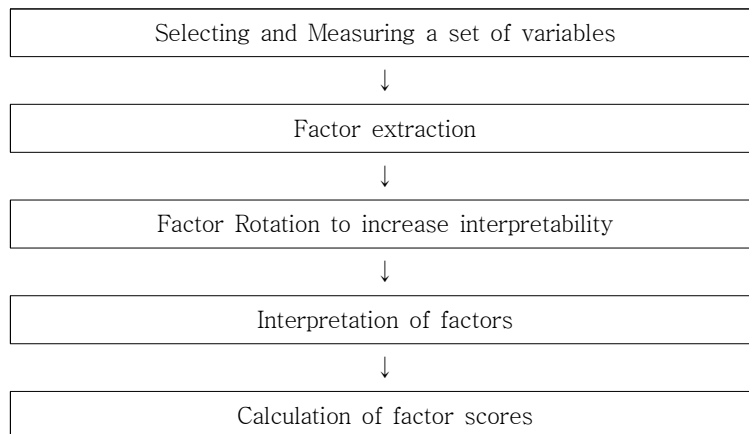 Selecting and Measuring a set of variables
↓
Factor extraction
↓
Factor Rotation to increase interpretability
↓
Interpretation of factors
↓
Calculation of factor scores